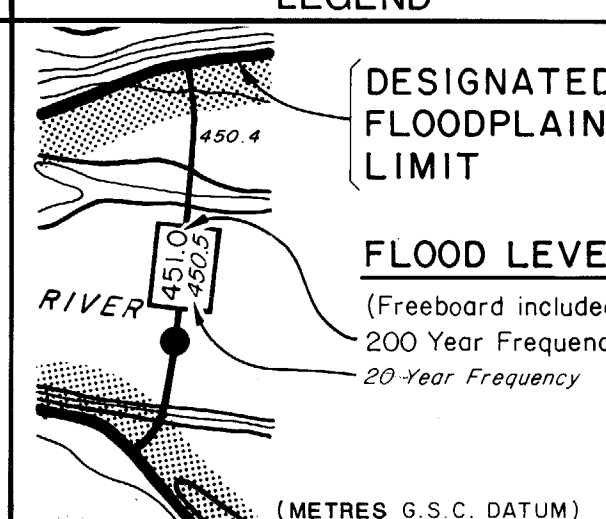 LEGEND
DESIGNATED
FLOODPLAIN
LIMIT
450.4
451.0
450.5
RIVER
FLOOD LEVE
(Freeboard included
200 Year Frequenc
20 Year Frequency
(METRES G.S.C. DATUM)